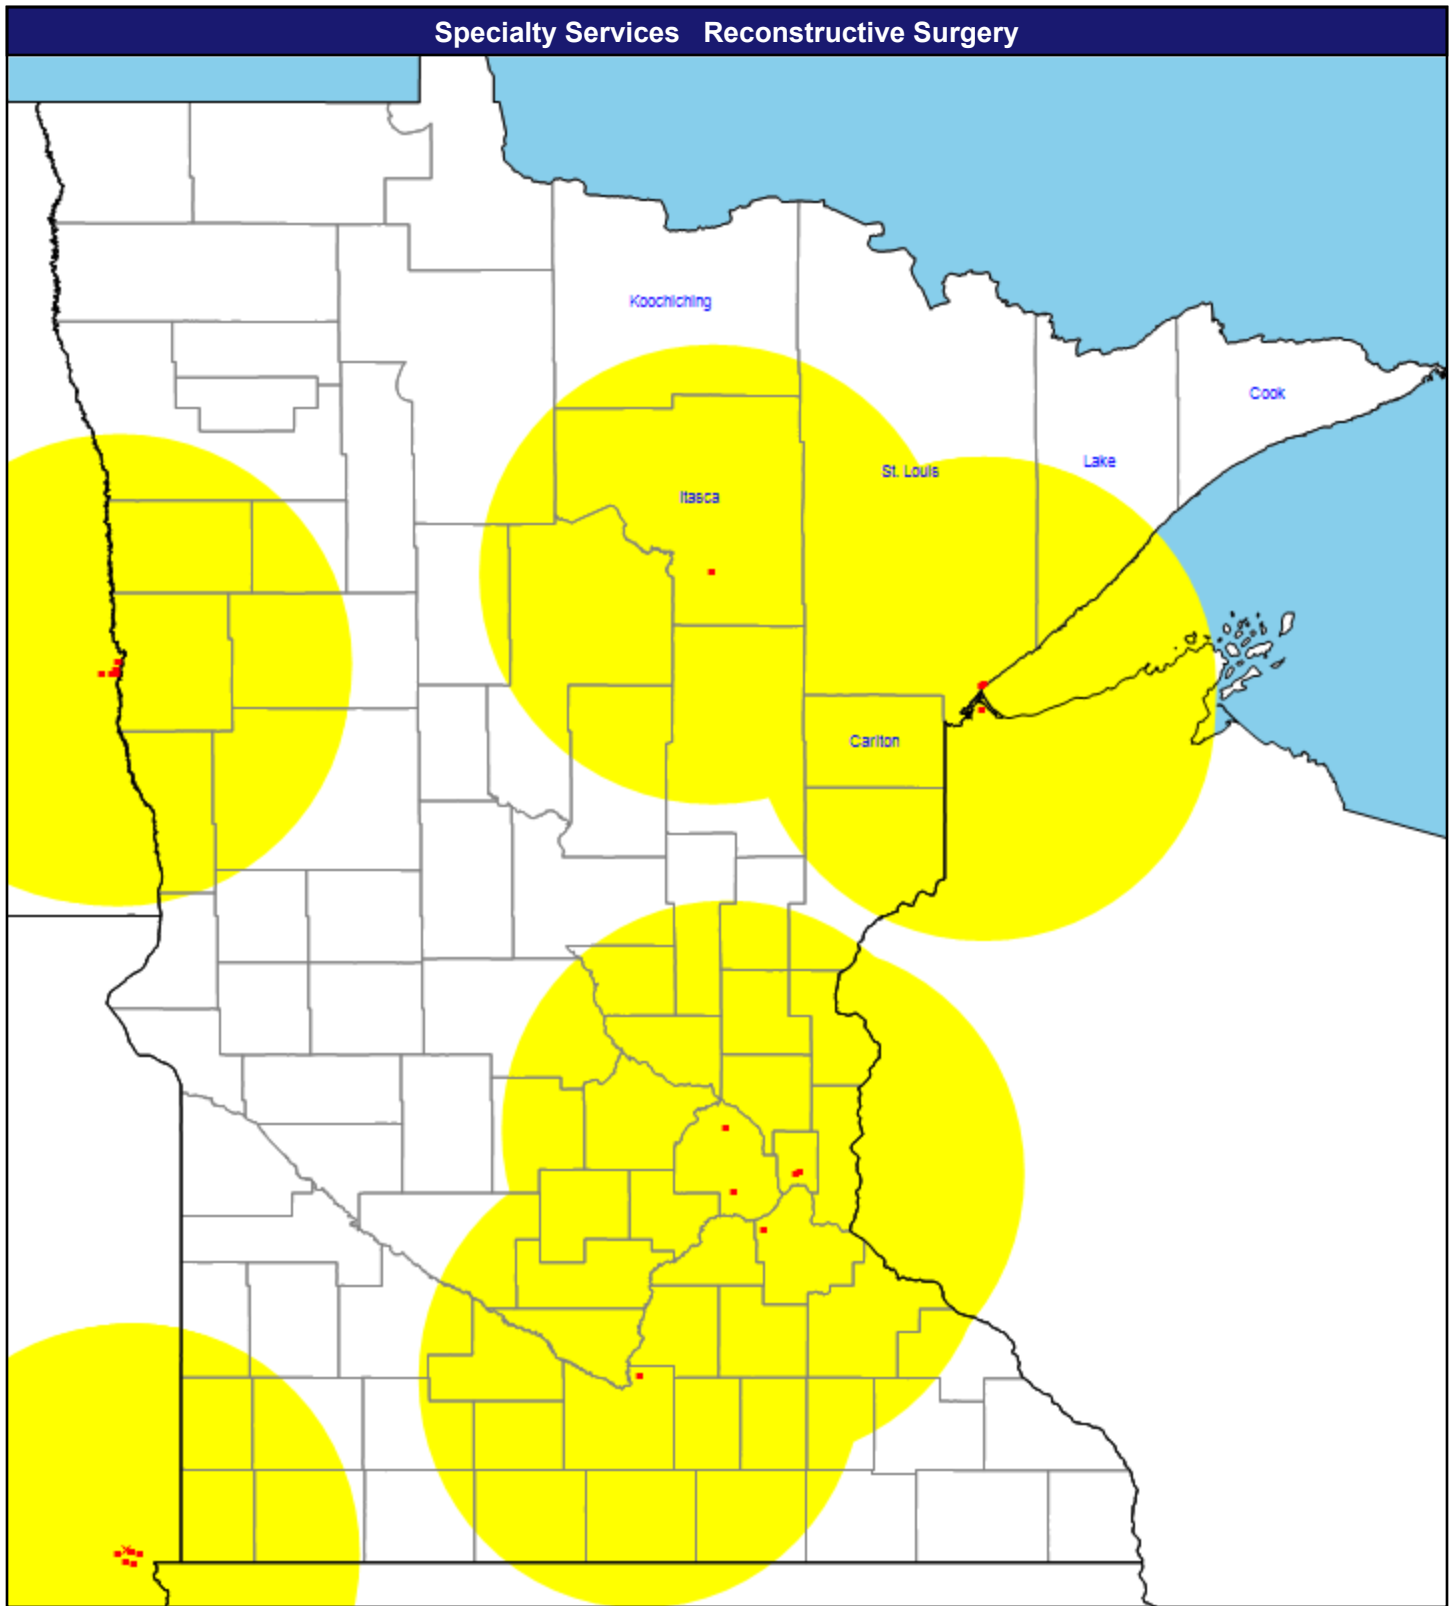 Specialty Services Reconstructive Surgery
Koochiching
Cook
Lake
St. Louis
Itasca
Carlton